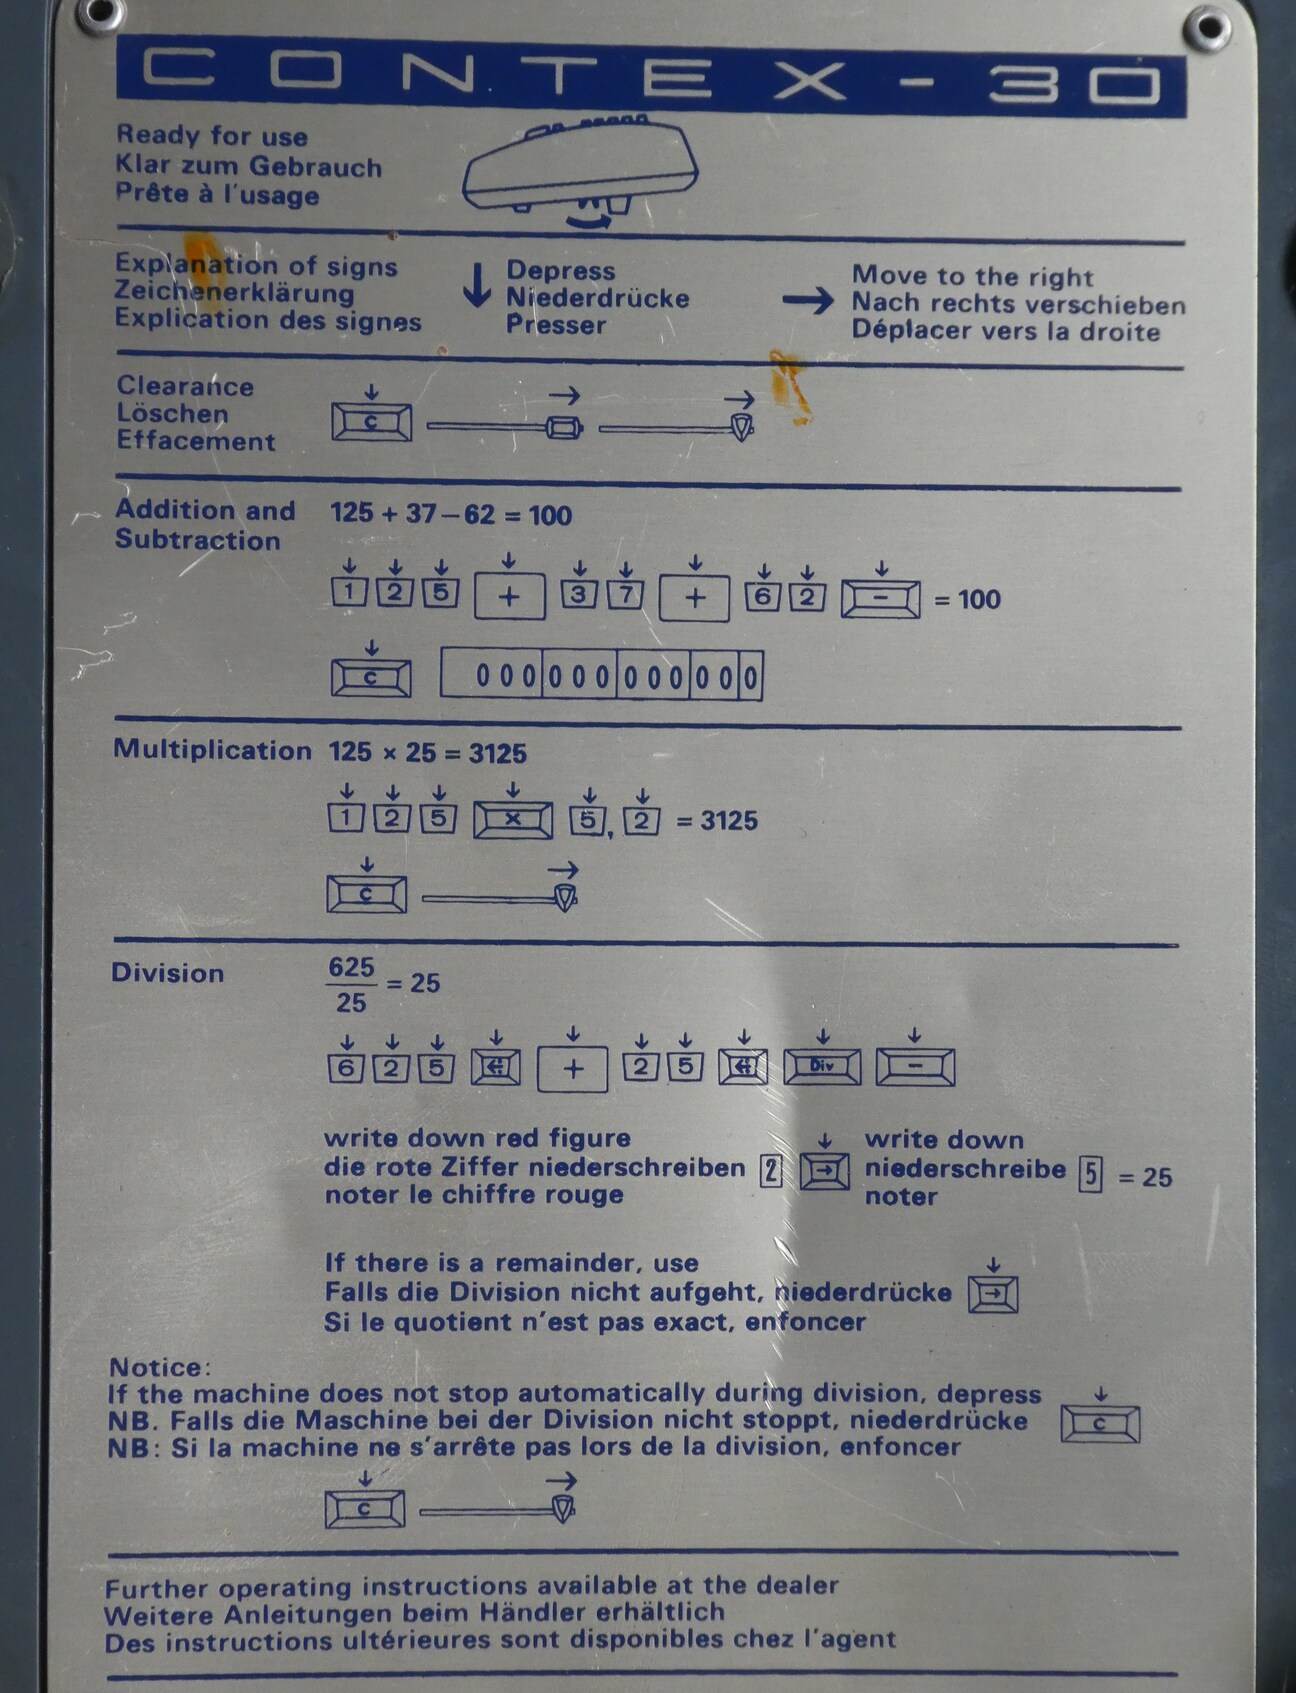 CONTEX-30
Ready for use
Klar zum Gebrauch
Prête à l'usage
Explanation of signs
Zeichenerklärung
Explication des signes
↓ Depress
Niederdrücke
Presser
→ Move to the right
Nach rechts verschieben
Déplacer vers la droite
Clearance
Löschen
Effacement
↓ → →
C
Addition and
Subtraction
125 + 37 – 62 = 100
↓ ↓ ↓ ↓ ↓ ↓ ↓ ↓ ↓ ↓
1 2 5 + 3 7 + 6 2 – = 100
↓
C 000 000 000 00 0
Multiplication 125 × 25 = 3125
↓ ↓ ↓ ↓ ↓ ↓
1 2 5 × 5, 2 = 3125
↓ →
C
Division
625
25
= 25
↓ ↓ ↓ ↓ ↓ ↓ ↓ ↓ ↓ ↓
6 2 5 + 2 5 Div –
write down red figure
die rote Ziffer niederschreiben 2
noter le chiffre rouge
↓
→
write down
niederschreibe 5 = 25
noter
If there is a remainder, use
Falls die Division nicht aufgeht, niederdrücke
Si le quotient n'est pas exact, enfoncer
↓
→
Notice:
If the machine does not stop automatically during division, depress
NB. Falls die Maschine bei der Division nicht stoppt, niederdrücke
NB: Si la machine ne s'arrête pas lors de la division, enfoncer
↓
C
↓ →
C
Further operating instructions available at the dealer
Weitere Anleitungen beim Händler erhältlich
Des instructions ultérieures sont disponibles chez l'agent